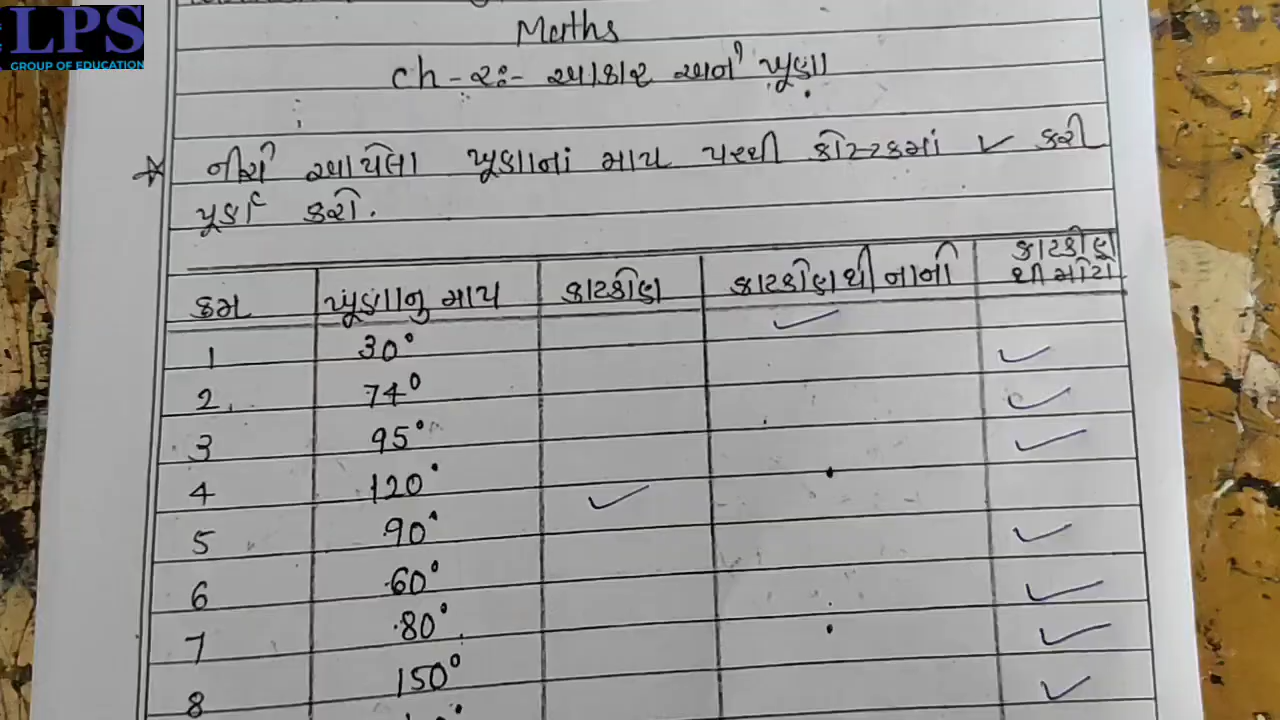 LPS
GROUP OF EDUCATION
Maths
ch - ૨:- આકાર અને ખૂણા
☆ નીચે આપેલા ખૂણાનાં માપ પરથી કોષ્ટકમાં ✓ કરી
પૂર્ણ કરો.
ક્રમ ખૂણાનુ માપ કાટકોણ કાટકોણથી નાનો કાટકોણ થી મોટો
✓
1 30° ✓
2. 74° ✓
3 95° ✓
4 120° ✓
5 90° ✓
6 60° ✓
7 80° ✓
8 150° ✓